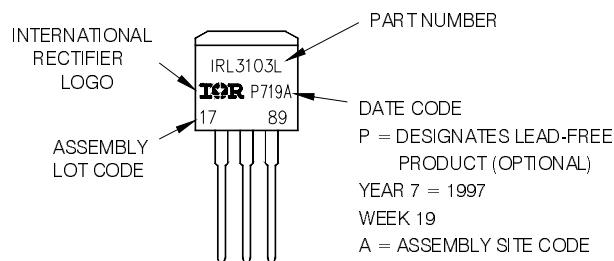 INTERNATIONAL
RECTIFIER
LOGO
PART NUMBER
IRL3103L
IOR P719A
17 89
ASSEMBLY
LOT CODE
DATE CODE
P = DESIGNATES LEAD-FREE
PRODUCT (OPTIONAL)
YEAR 7 = 1997
WEEK 19
A = ASSEMBLY SITE CODE